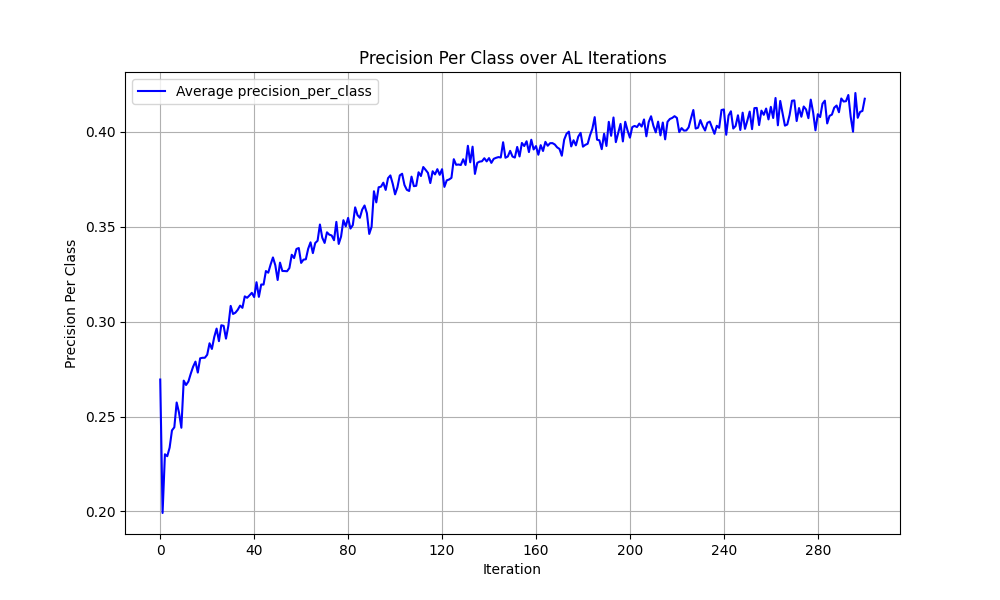 Precision Per Class over AL Iterations
Average precision_per_class
Precision Per Class
0.40
0.35
0.30
0.25
0.20
0 40 80 120 160 200 240 280
Iteration